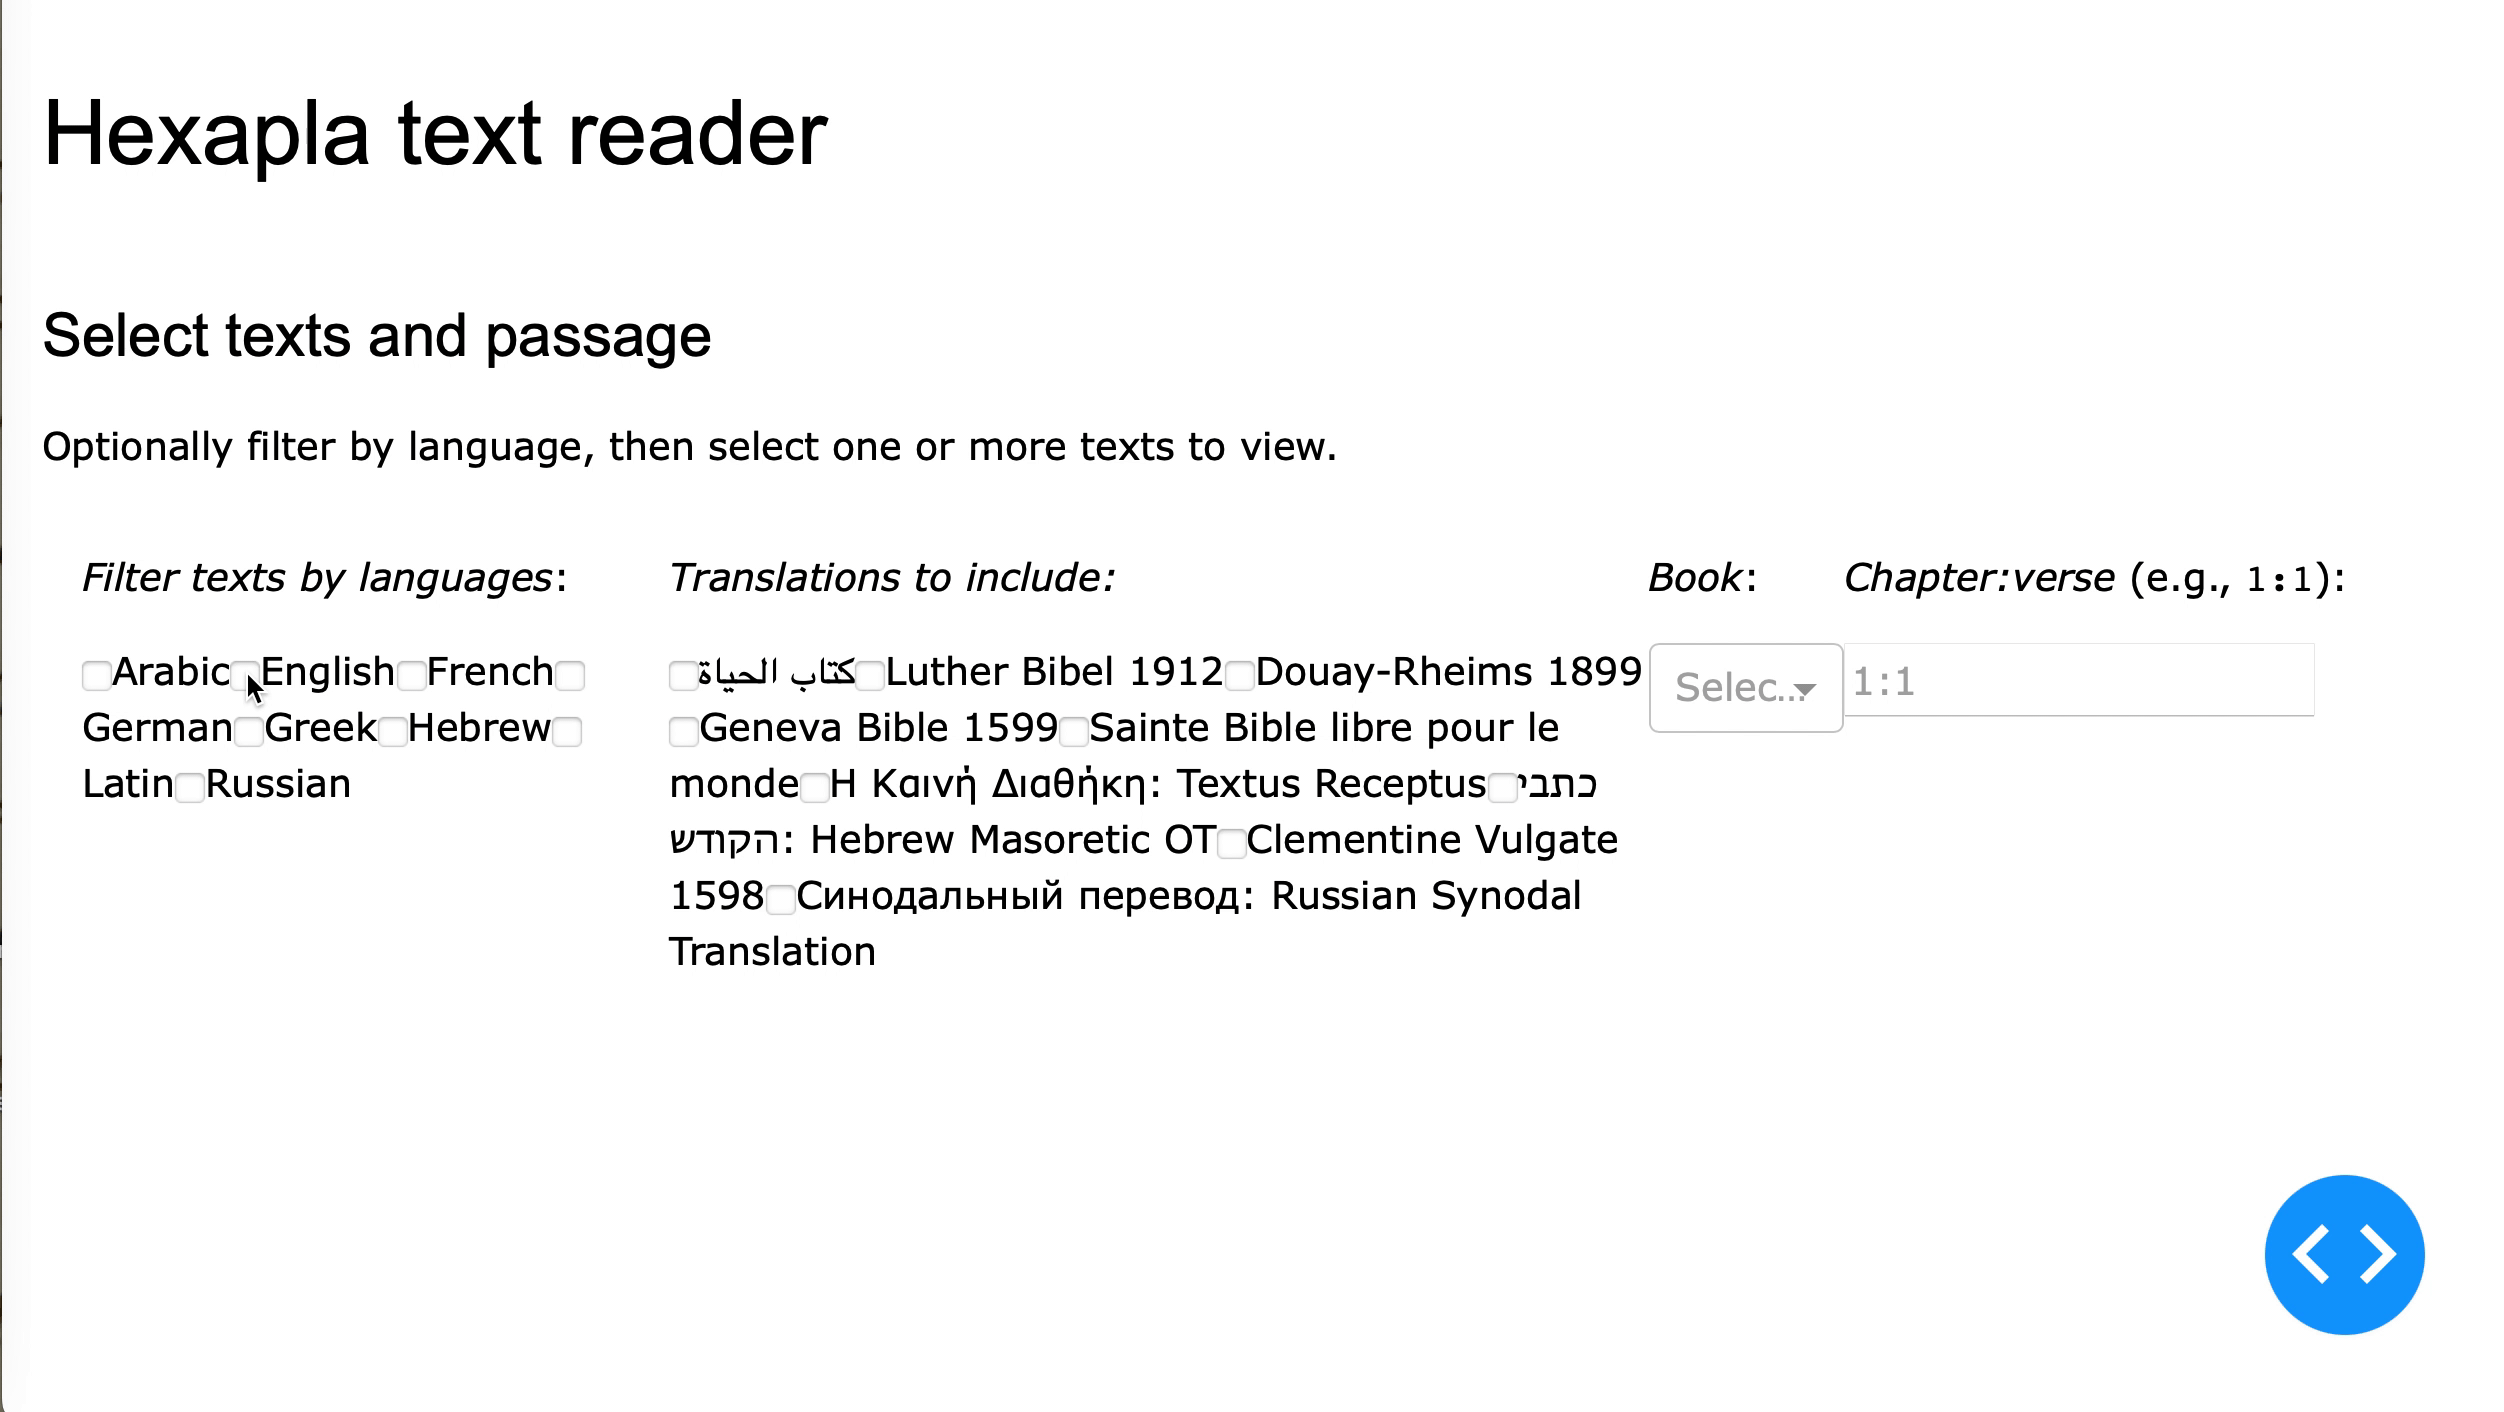 Hexapla text reader
Select texts and passage
Optionally filter by language, then select one or more texts to view.
Filter texts by languages:
Arabic English French
German Greek Hebrew
Latin Russian
Translations to include:
كتاب الحياة Luther Bibel 1912 Douay-Rheims 1899
Geneva Bible 1599 Sainte Bible libre pour le
monde Η Καινὴ Διαθήκη: Textus Receptus כתבי
הקודש: Hebrew Masoretic OT Clementine Vulgate
1598 Синодальный перевод: Russian Synodal
Translation
Book:
Selec...
Chapter:verse (e.g., 1:1):
1:1